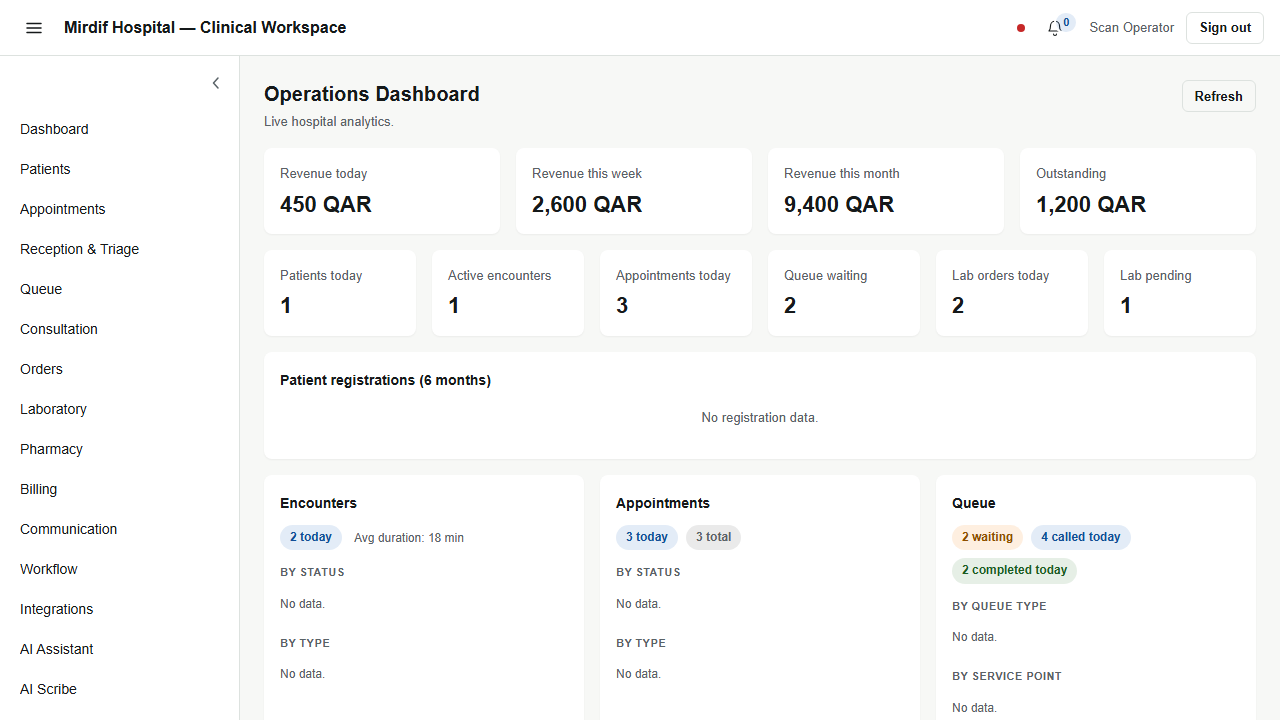 Mirdif Hospital — Clinical Workspace
0
Scan Operator
Sign out
Dashboard
Patients
Appointments
Reception & Triage
Queue
Consultation
Orders
Laboratory
Pharmacy
Billing
Communication
Workflow
Integrations
AI Assistant
AI Scribe
Operations Dashboard
Refresh
Live hospital analytics.
Revenue today
450 QAR
Revenue this week
2,600 QAR
Revenue this month
9,400 QAR
Outstanding
1,200 QAR
Patients today
1
Active encounters
1
Appointments today
3
Queue waiting
2
Lab orders today
2
Lab pending
1
Patient registrations (6 months)
No registration data.
Encounters
2 today
Avg duration: 18 min
BY STATUS
No data.
BY TYPE
No data.
Appointments
3 today
3 total
BY STATUS
No data.
BY TYPE
No data.
Queue
2 waiting
4 called today
2 completed today
BY QUEUE TYPE
No data.
BY SERVICE POINT
No data.